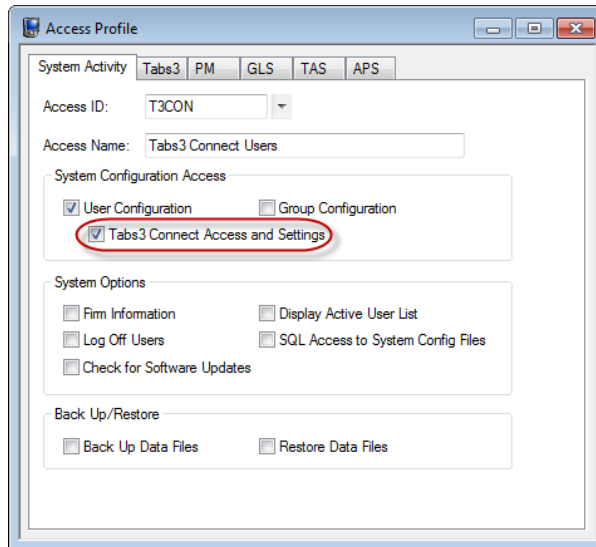 Access Profile
System Activity Tabs3 PM GLS TAS APS
Access ID: T3CON
Access Name: Tabs3 Connect Users
System Configuration Access
User Configuration Group Configuration
Tabs3 Connect Access and Settings
System Options
Firm Information Display Active User List
Log Off Users SQL Access to System Config Files
Check for Software Updates
Back Up/Restore
Back Up Data Files Restore Data Files